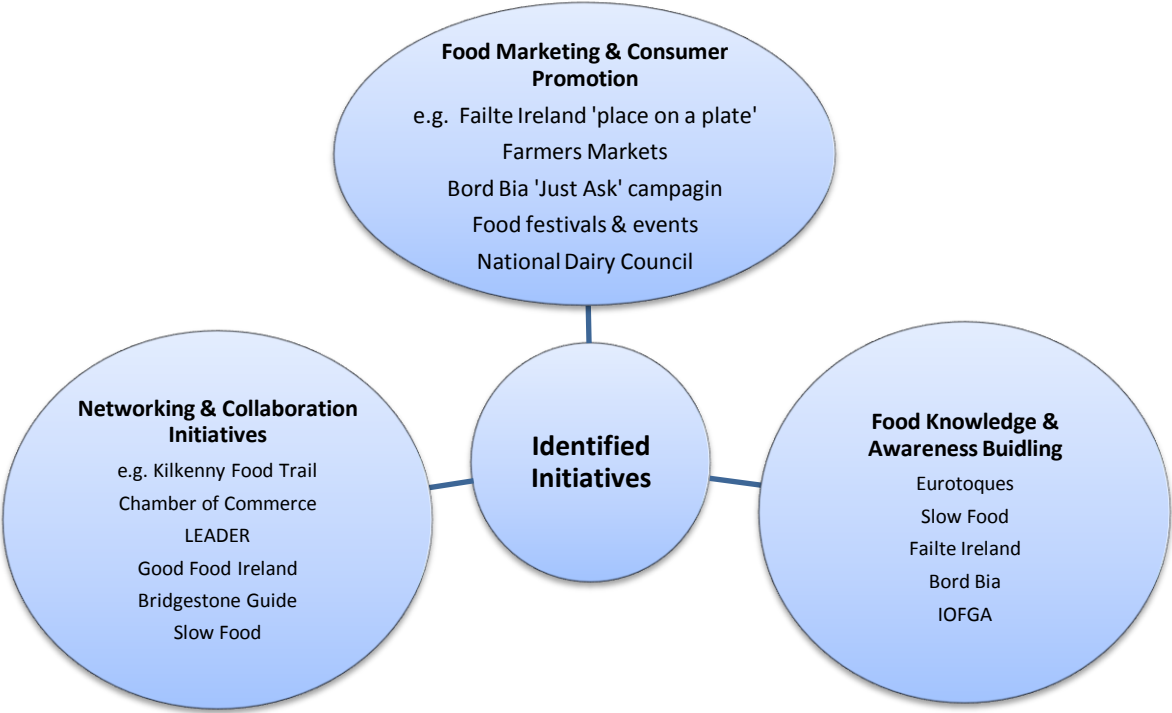 Food Marketing & Consumer
Promotion
e.g. Failte Ireland 'place on a plate'
Farmers Markets
Bord Bia 'Just Ask' campagin
Food festivals & events
National Dairy Council
Networking & Collaboration
Initiatives
e.g. Kilkenny Food Trail
Chamber of Commerce
LEADER
Good Food Ireland
Bridgestone Guide
Slow Food
Identified
Initiatives
Food Knowledge &
Awareness Buidling
Eurotoques
Slow Food
Failte Ireland
Bord Bia
IOFGA